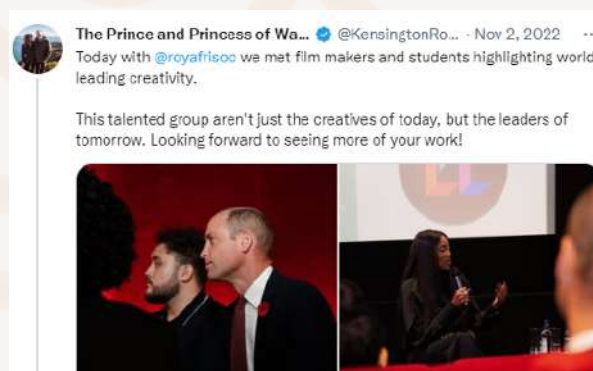 The Prince and Princess of Wa... @KensingtonRo... · Nov 2, 2022
Today with @royafrisoc we met film makers and students highlighting world
leading creativity.
This talented group aren't just the creatives of today, but the leaders of
tomorrow. Looking forward to seeing more of your work!